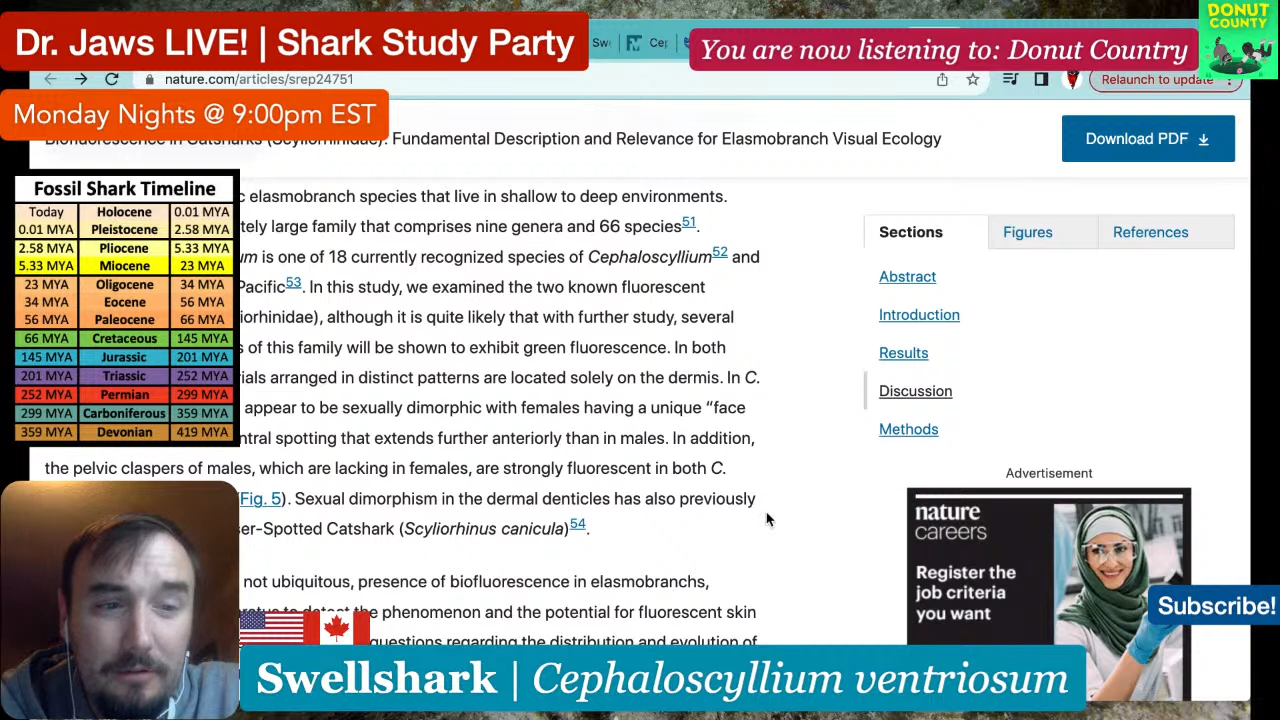 Dr. Jaws LIVE! | Shark Study Party
You are now listening to: Donut Country
DONUT
COUNTY
nature.com/articles/srep24751
Relaunch to update
Monday Nights @ 9:00pm EST
Fundamental Description and Relevance for Elasmobranch Visual Ecology
Download PDF
Fossil Shark Timeline
Today Holocene 0.01 MYA
0.01 MYA Pleistocene 2.58 MYA
2.58 MYA Pliocene 5.33 MYA
5.33 MYA Miocene 23 MYA
23 MYA Oligocene 34 MYA
34 MYA Eocene 56 MYA
56 MYA Paleocene 66 MYA
66 MYA Cretaceous 145 MYA
145 MYA Jurassic 201 MYA
201 MYA Triassic 252 MYA
252 MYA Permian 299 MYA
299 MYA Carboniferous 359 MYA
359 MYA Devonian 419 MYA
c elasmobranch species that live in shallow to deep environments.
tely large family that comprises nine genera and 66 species51.
um is one of 18 currently recognized species of Cephaloscyllium52 and
Pacific53. In this study, we examined the two known fluorescent
iorhinidae), although it is quite likely that with further study, several
s of this family will be shown to exhibit green fluorescence. In both
ials arranged in distinct patterns are located solely on the dermis. In C.
appear to be sexually dimorphic with females having a unique “face
ntral spotting that extends further anteriorly than in males. In addition,
the pelvic claspers of males, which are lacking in females, are strongly fluorescent in both C.
(Fig. 5). Sexual dimorphism in the dermal denticles has also previously
er-Spotted Catshark (Scyliorhinus canicula)54.
not ubiquitous, presence of biofluorescence in elasmobranchs,
the phenomenon and the potential for fluorescent skin
questions regarding the distribution and evolution of
Sections
Figures
References
Abstract
Introduction
Results
Discussion
Methods
Advertisement
nature
careers
Register the
job criteria
you want
Subscribe!
Swellshark | Cephaloscyllium ventriosum